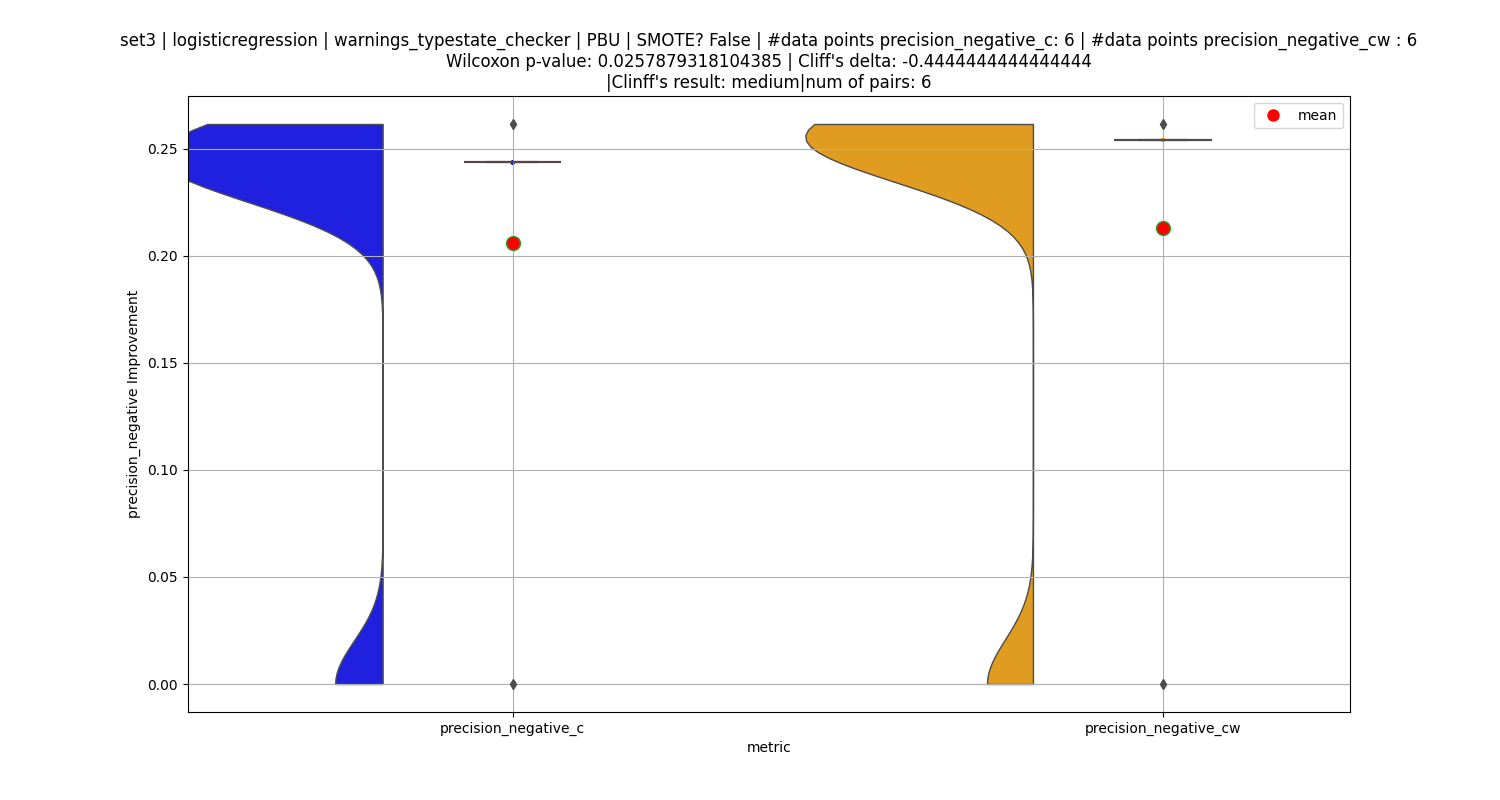 set3 | logisticregression | warnings_typestate_checker | PBU | SMOTE? False | #data points precision_negative_c: 6 | #data points precision_negative_cw : 6
Wilcoxon p-value: 0.0257879318104385 | Cliff's delta: -0.4444444444444444
|Clinff's result: medium|num of pairs: 6
mean
0.25
0.20
0.15
0.10
0.05
0.00
precision_negative Improvement
precision_negative_c
precision_negative_cw
metric